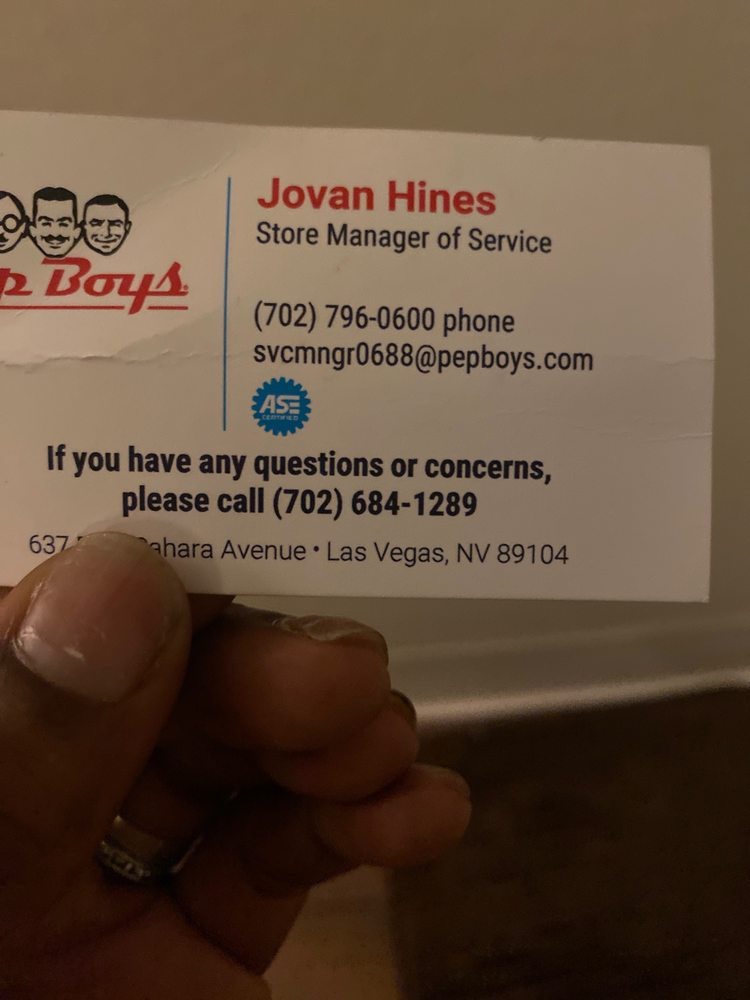 p Boys
Jovan Hines
Store Manager of Service
(702) 796-0600 phone
svcmngr0688@pepboys.com
ASE
CERTIFIED
If you have any questions or concerns,
please call (702) 684-1289
637 ahara Avenue • Las Vegas, NV 89104